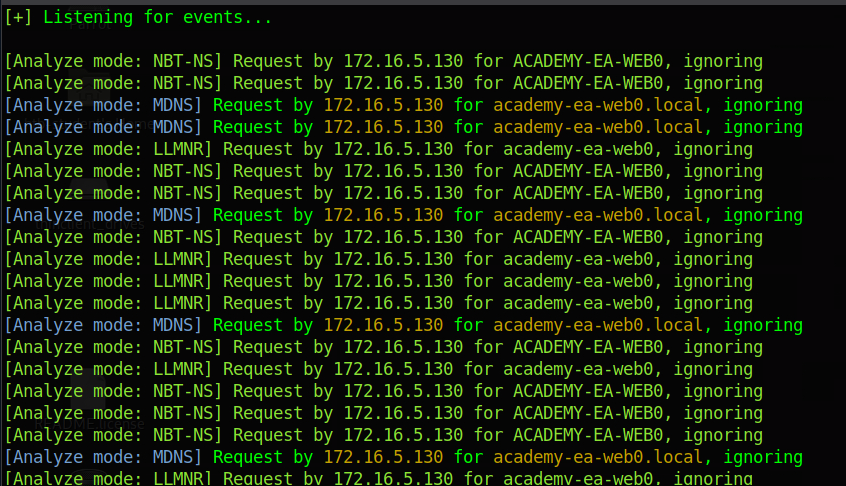 [+] Listening for events...
[Analyze mode: NBT-NS] Request by 172.16.5.130 for ACADEMY-EA-WEB0, ignoring
[Analyze mode: NBT-NS] Request by 172.16.5.130 for ACADEMY-EA-WEB0, ignoring
[Analyze mode: MDNS] Request by 172.16.5.130 for academy-ea-web0.local, ignoring
[Analyze mode: MDNS] Request by 172.16.5.130 for academy-ea-web0.local, ignoring
[Analyze mode: LLMNR] Request by 172.16.5.130 for academy-ea-web0, ignoring
[Analyze mode: NBT-NS] Request by 172.16.5.130 for ACADEMY-EA-WEB0, ignoring
[Analyze mode: NBT-NS] Request by 172.16.5.130 for ACADEMY-EA-WEB0, ignoring
[Analyze mode: MDNS] Request by 172.16.5.130 for academy-ea-web0.local, ignoring
[Analyze mode: NBT-NS] Request by 172.16.5.130 for ACADEMY-EA-WEB0, ignoring
[Analyze mode: LLMNR] Request by 172.16.5.130 for academy-ea-web0, ignoring
[Analyze mode: LLMNR] Request by 172.16.5.130 for academy-ea-web0, ignoring
[Analyze mode: LLMNR] Request by 172.16.5.130 for academy-ea-web0, ignoring
[Analyze mode: MDNS] Request by 172.16.5.130 for academy-ea-web0.local, ignoring
[Analyze mode: NBT-NS] Request by 172.16.5.130 for ACADEMY-EA-WEB0, ignoring
[Analyze mode: LLMNR] Request by 172.16.5.130 for academy-ea-web0, ignoring
[Analyze mode: NBT-NS] Request by 172.16.5.130 for ACADEMY-EA-WEB0, ignoring
[Analyze mode: NBT-NS] Request by 172.16.5.130 for ACADEMY-EA-WEB0, ignoring
[Analyze mode: NBT-NS] Request by 172.16.5.130 for ACADEMY-EA-WEB0, ignoring
[Analyze mode: MDNS] Request by 172.16.5.130 for academy-ea-web0.local, ignoring
[Analyze mode: LLMNR] Request by 172.16.5.130 for academy-ea-web0, ignoring